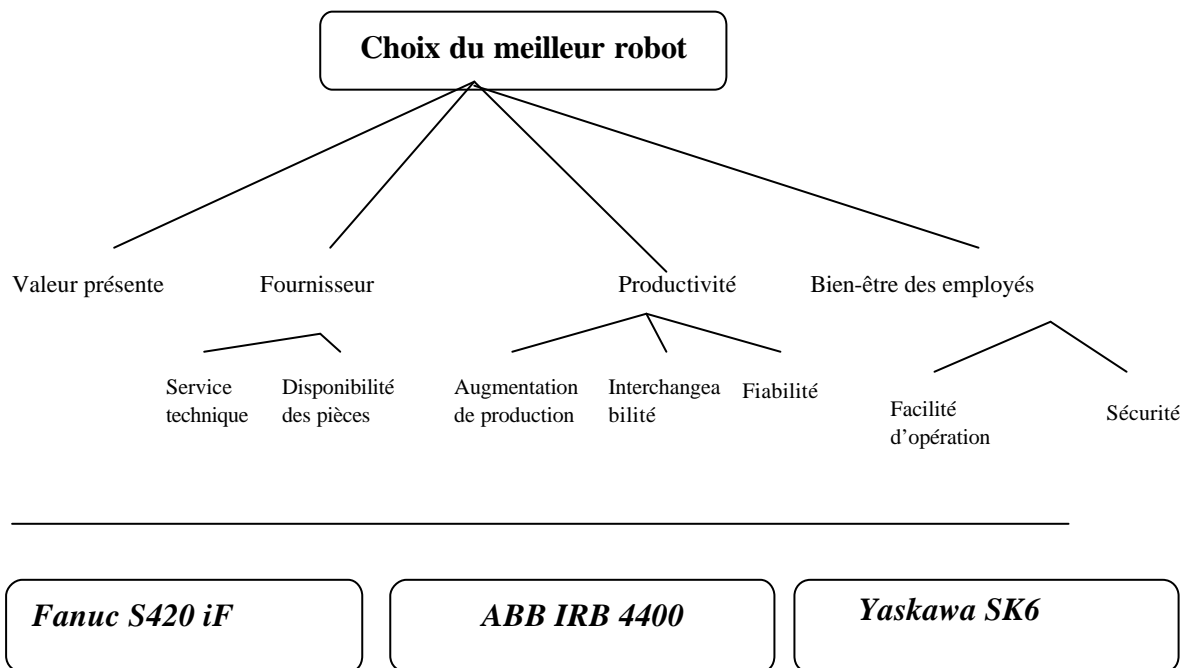 Choix du meilleur robot
Valeur présente
Fournisseur
Productivité
Bien-être des employés
Service
technique
Disponibilité
des pièces
Augmentation
de production
Interchangea
bilité
Fiabilité
Facilité
d’opération
Sécurité
Fanuc S420 iF
ABB IRB 4400
Yaskawa SK6